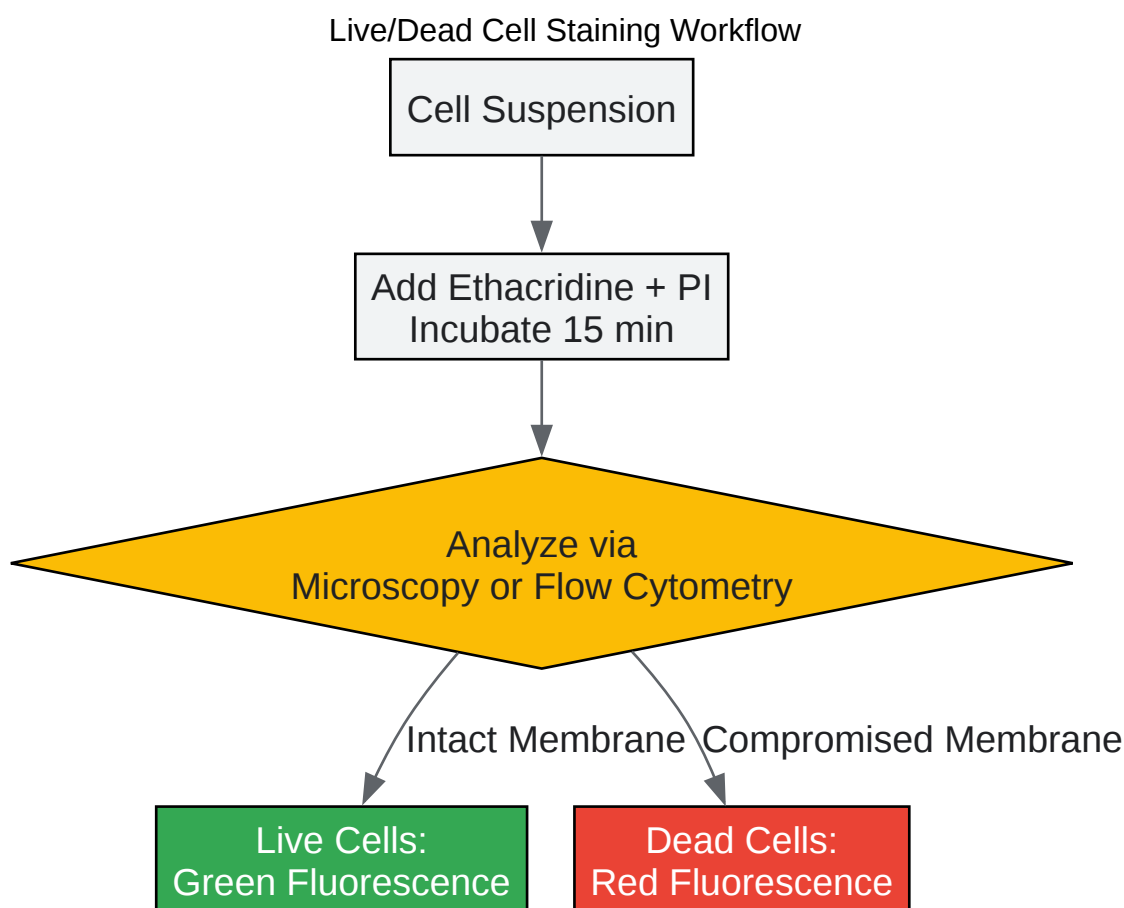 Live/Dead Cell Staining Workflow
Cell Suspension
Add Ethacridine + PI
Incubate 15 min
Analyze via
Microscopy or Flow Cytometry
Intact Membrane
Compromised Membrane
Live Cells:
Green Fluorescence
Dead Cells:
Red Fluorescence